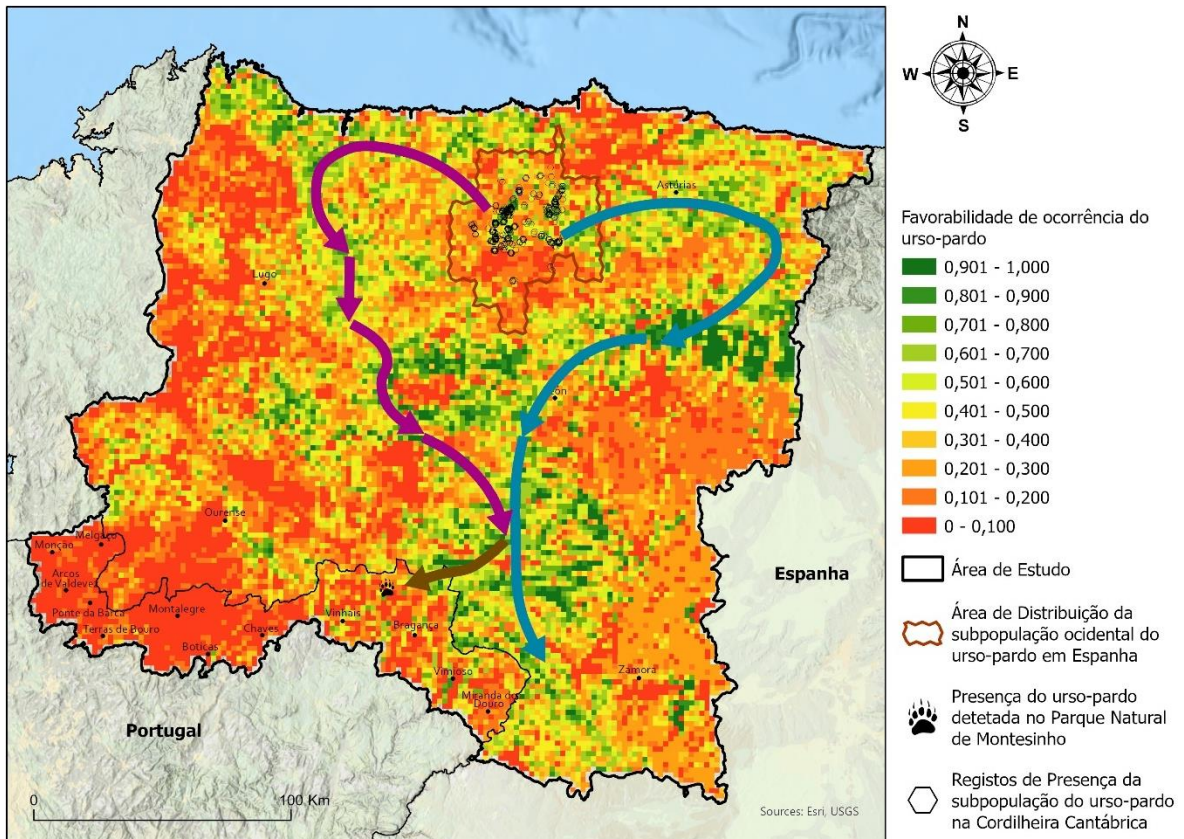 N
W E
S
Favorabilidade de ocorrência do
urso-pardo
0,901 - 1,000
0,801 - 0,900
0,701 - 0,800
0,601 - 0,700
0,501 - 0,600
0,401 - 0,500
0,301 - 0,400
0,201 - 0,300
0,101 - 0,200
0 - 0,100
Área de Estudo
Área de Distribuição da
subpopulação ocidental do
urso-pardo em Espanha
Presença do urso-pardo
detetada no Parque Natural
de Montesinho
Registos de Presença da
subpopulação do urso-pardo
na Cordilheira Cantábrica
Astúrias
Lugo
Ourense
Monção
Melgaço
Arcos
de Valdevez
Ponte da Barca
Terras de Bouro
Montalegre
Boticas
Chaves
Vinhais
Bragança
Vimioso
Miranda do
Douro
Zamora
Espanha
Portugal
0 100 Km
Sources: Esri, USGS